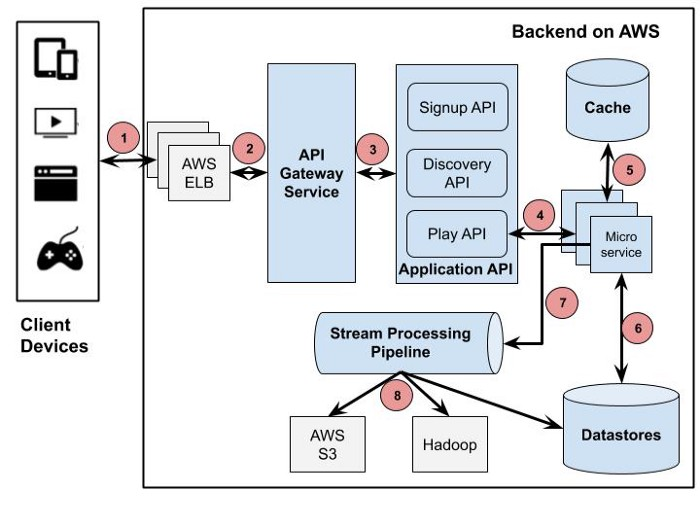 Backend on AWS
Client
Devices
1
AWS
ELB
2
API
Gateway
Service
3
Signup API
Discovery
API
Play API
Application API
4
Cache
5
Micro
service
6
7
Stream Processing
Pipeline
8
AWS
S3
Hadoop
Datastores